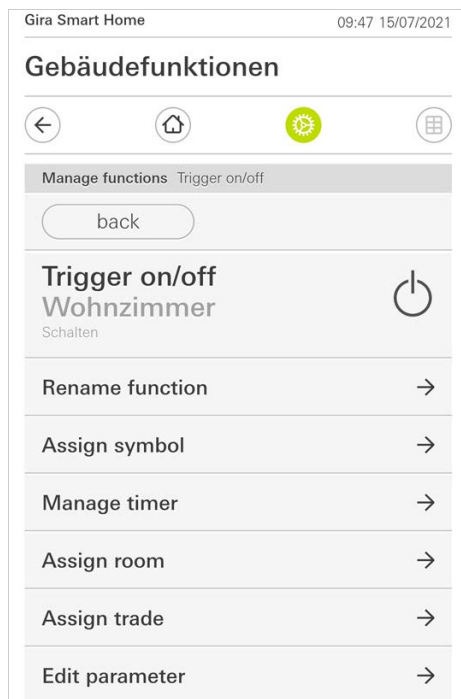 Gira Smart Home 09:47 15/07/2021
Gebäudefunktionen
Manage functions Trigger on/off
back
Trigger on/off
Wohnzimmer
Schalten
Rename function
Assign symbol
Manage timer
Assign room
Assign trade
Edit parameter